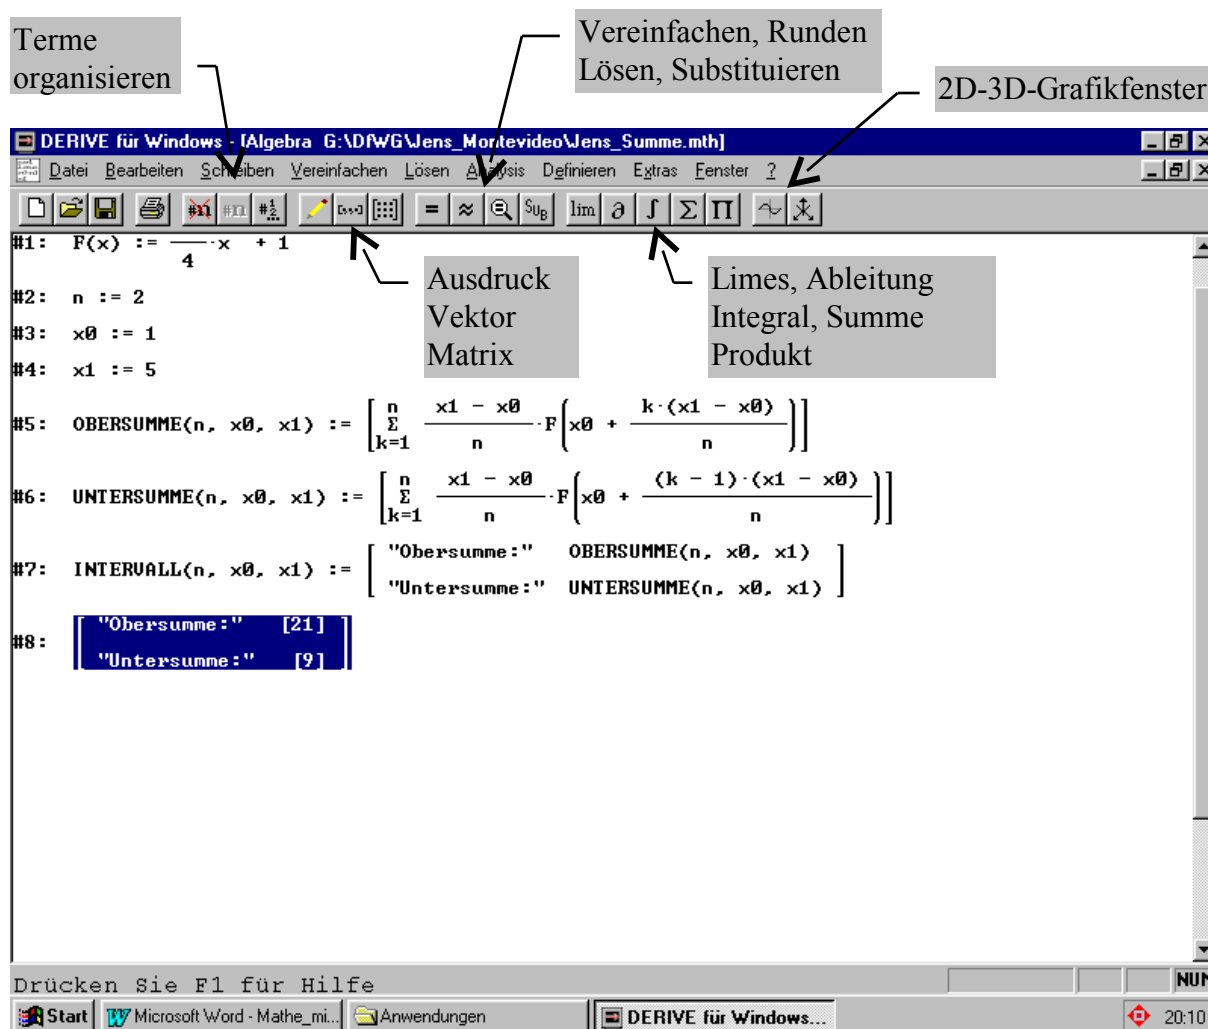 Terme
organisieren
Vereinfachen, Runden
Lösen, Substituieren
2D-3D-Grafikfenster
DERIVE für Windows - [Algebra G:\DfWG\Jens_Montevideo\Jens_Summe.mth]
Datei Bearbeiten Schreiben Vereinfachen Lösen Analysis Definieren Extras Fenster ?
#n #n #½ [,,,] [:::] = ≈ SUB lim ∂ ∫ Σ Π
#1: F(x) := ―/4·x + 1
#2: n := 2
#3: x0 := 1
#4: x1 := 5
Ausdruck
Vektor
Matrix
Limes, Ableitung
Integral, Summe
Produkt
#5: OBERSUMME(n, x0, x1) := [n Σ k=1 (x1 - x0)/n·F(x0 + k·(x1 - x0)/n)]
#6: UNTERSUMME(n, x0, x1) := [n Σ k=1 (x1 - x0)/n·F(x0 + (k - 1)·(x1 - x0)/n)]
#7: INTERVALL(n, x0, x1) := [ "Obersumme:" OBERSUMME(n, x0, x1) ]
[ "Untersumme:" UNTERSUMME(n, x0, x1) ]
#8: [ "Obersumme:" [21] ]
[ "Untersumme:" [9] ]
Drücken Sie F1 für Hilfe
NUM
Start Microsoft Word - Mathe_mi... Anwendungen DERIVE für Windows... 20:10